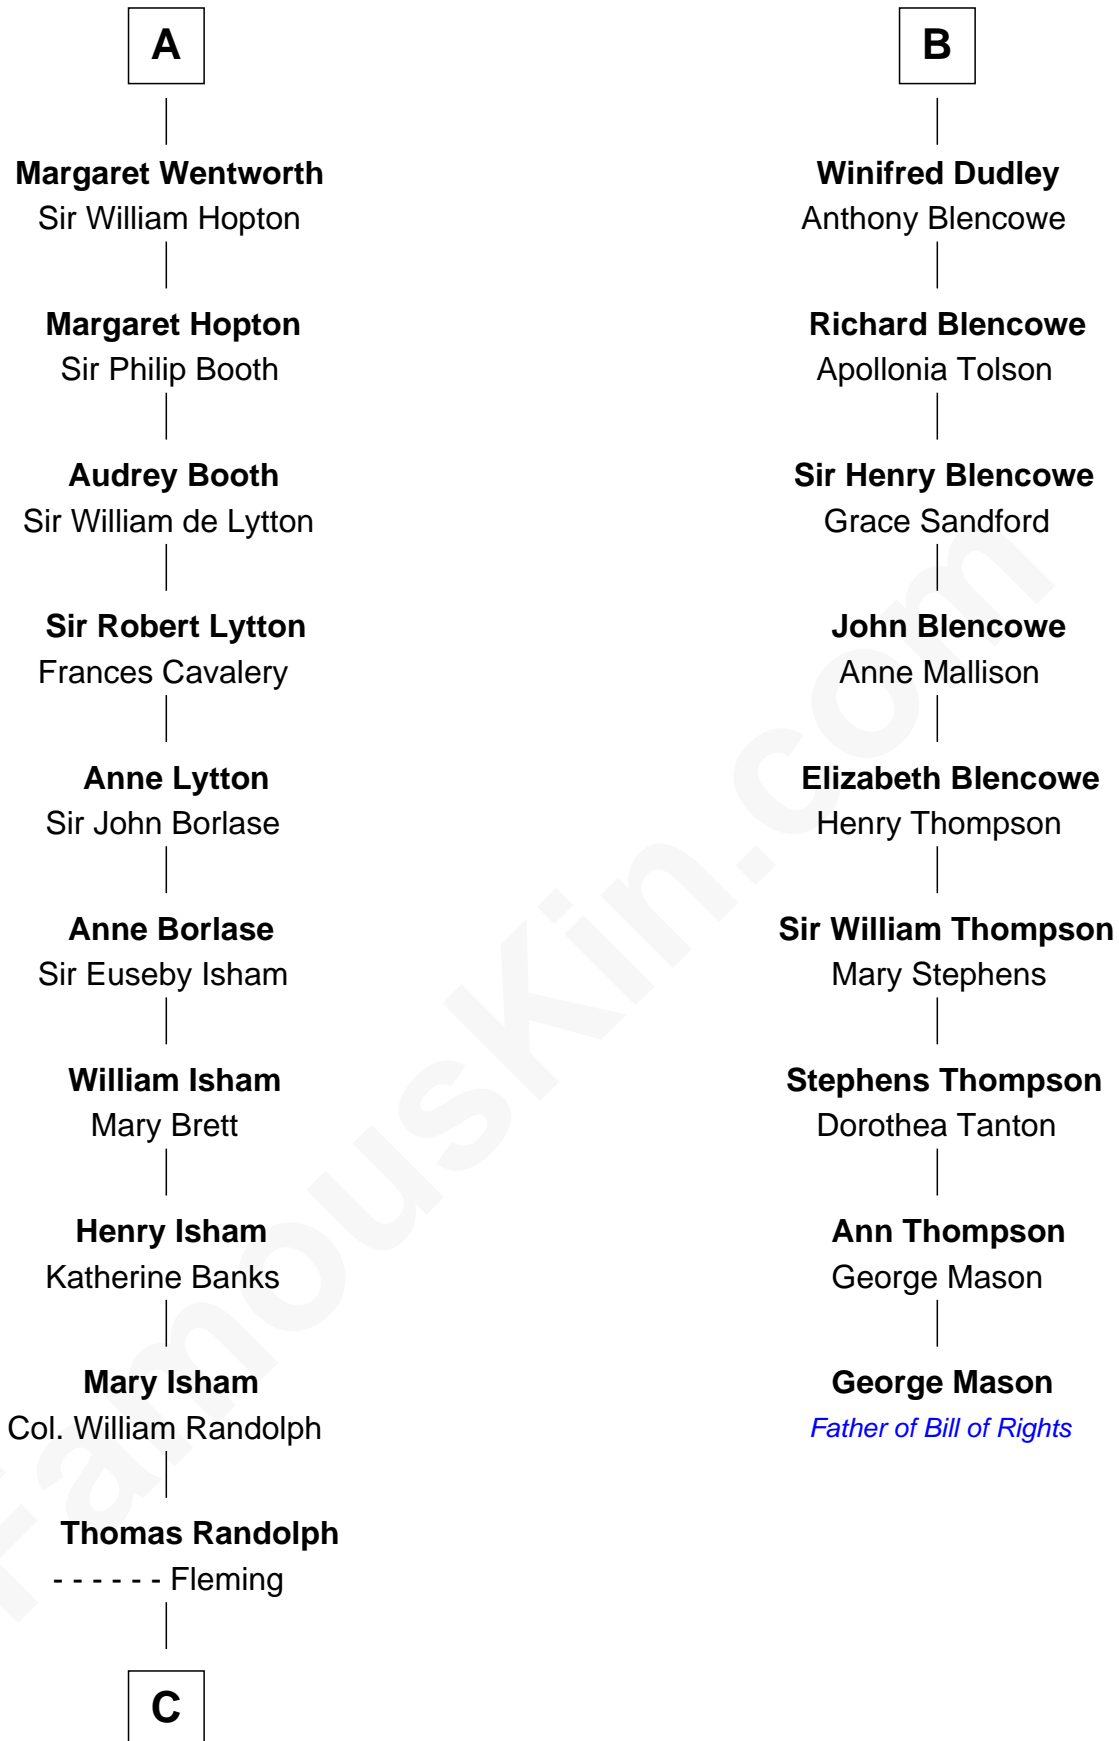 A
Margaret Wentworth
Sir William Hopton
Margaret Hopton
Sir Philip Booth
Audrey Booth
Sir William de Lytton
Sir Robert Lytton
Frances Cavalery
Anne Lytton
Sir John Borlase
Anne Borlase
Sir Euseby Isham
William Isham
Mary Brett
Henry Isham
Katherine Banks
Mary Isham
Col. William Randolph
Thomas Randolph
- - - - - - Fleming
C
B
Winifred Dudley
Anthony Blencowe
Richard Blencowe
Apollonia Tolson
Sir Henry Blencowe
Grace Sandford
John Blencowe
Anne Mallison
Elizabeth Blencowe
Henry Thompson
Sir William Thompson
Mary Stephens
Stephens Thompson
Dorothea Tanton
Ann Thompson
George Mason
George Mason
Father of Bill of Rights
FamousKin.com